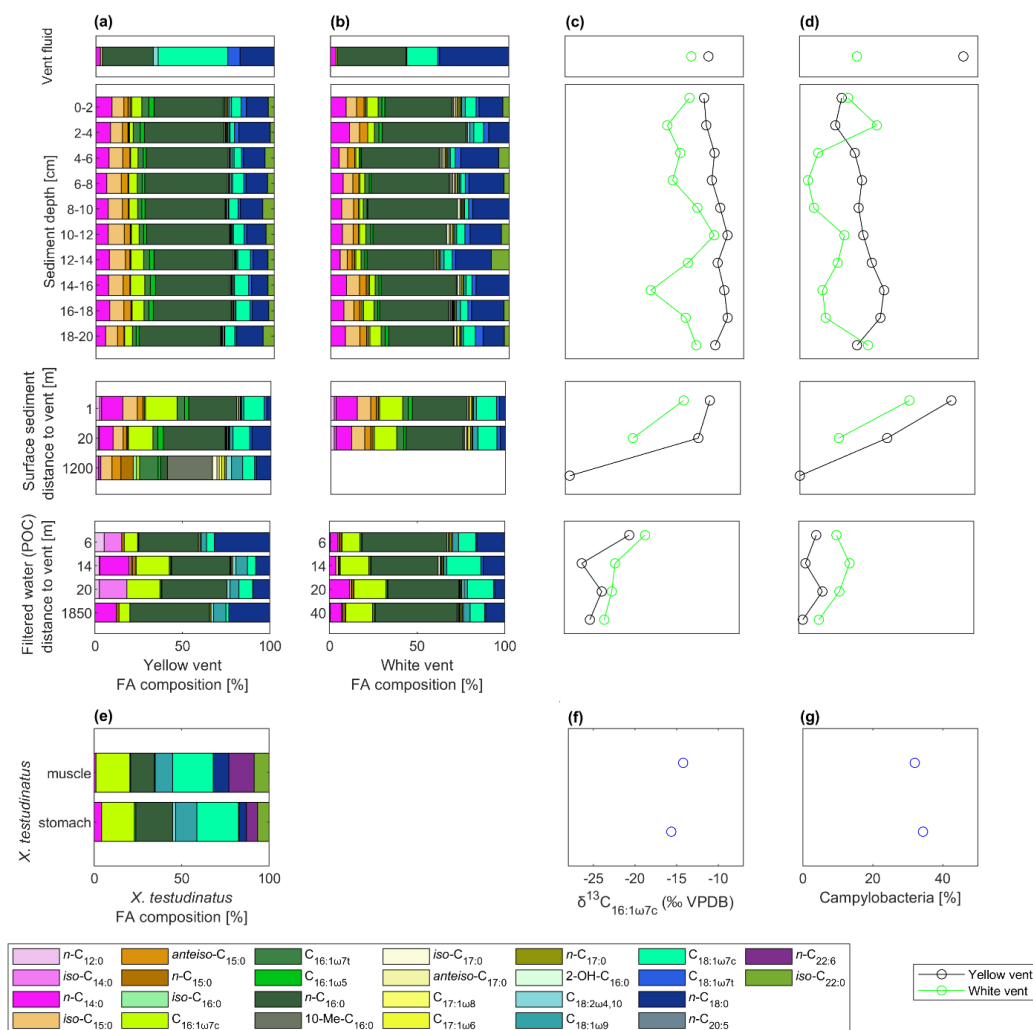 (a)
(b)
(c)
(d)
Vent fluid
Sediment depth [cm]
0-2
2-4
4-6
6-8
8-10
10-12
12-14
14-16
16-18
18-20
Surface sediment
distance to vent [m]
1
20
1200
Filtered water (POC)
distance to vent [m]
6
14
20
1850
6
14
20
40
0
50
100
0
50
100
Yellow vent
FA composition [%]
White vent
FA composition [%]
(e)
(f)
(g)
X. testudinatus
muscle
stomach
0
50
100
X. testudinatus
FA composition [%]
-25
-20
-15
-10
δ¹³C₁₆:₁ω₇c (‰ VPDB)
0
20
40
Campylobacteria [%]
n-C12:0
iso-C14:0
n-C14:0
iso-C15:0
anteiso-C15:0
n-C15:0
iso-C16:0
C16:1ω7c
C16:1ω7t
C16:1ω5
n-C16:0
10-Me-C16:0
iso-C17:0
anteiso-C17:0
C17:1ω8
C17:1ω6
n-C17:0
2-OH-C16:0
C18:2ω4,10
C18:1ω9
C18:1ω7c
C18:1ω7t
n-C18:0
n-C20:5
n-C22:6
iso-C22:0
Yellow vent
White vent